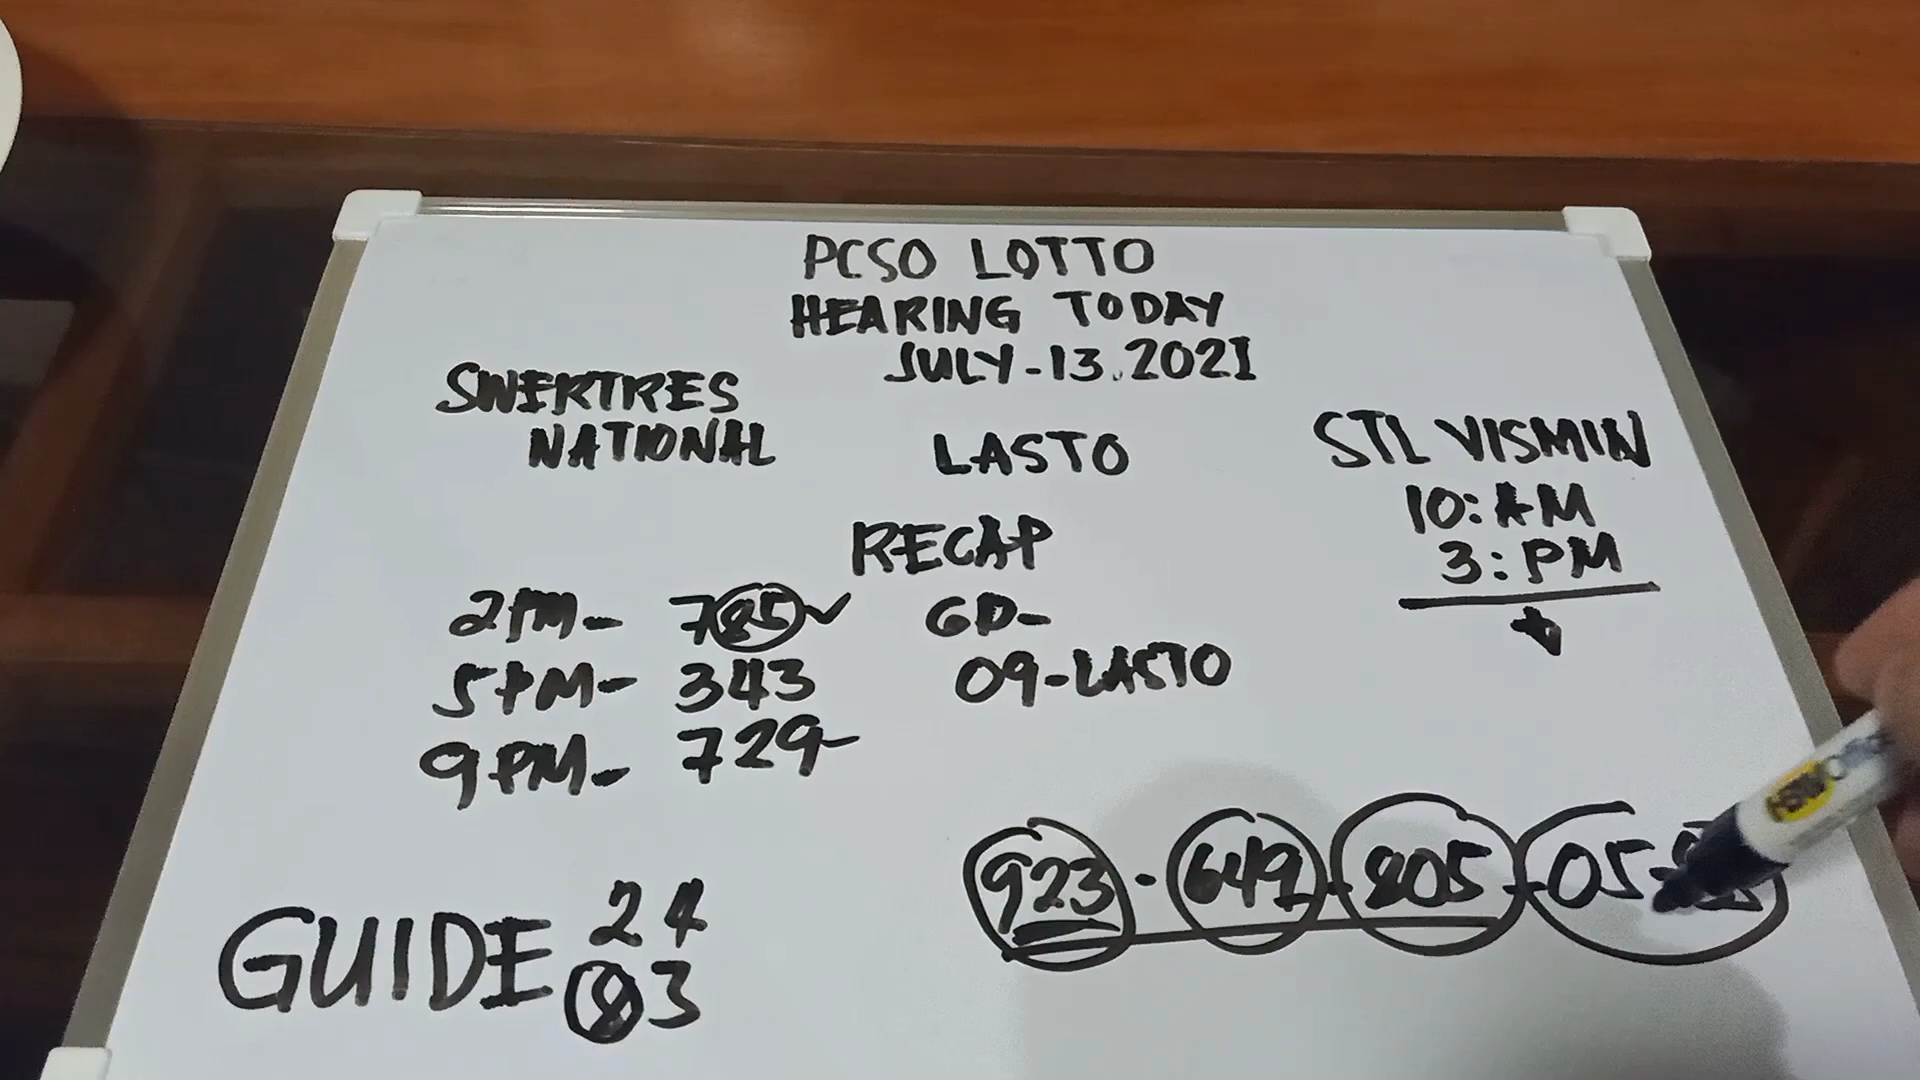 PCSO LOTTO
HEARING TODAY
JULY-13.2021
SWERTRES
NATIONAL
LASTO
STL VISMIN
10:AM
3:PM
RECAP
2PM- 785
5PM- 343
9PM- 729-
6D-
09-LASTO
923 - 649 - 805 - 05-
GUIDE 24
83